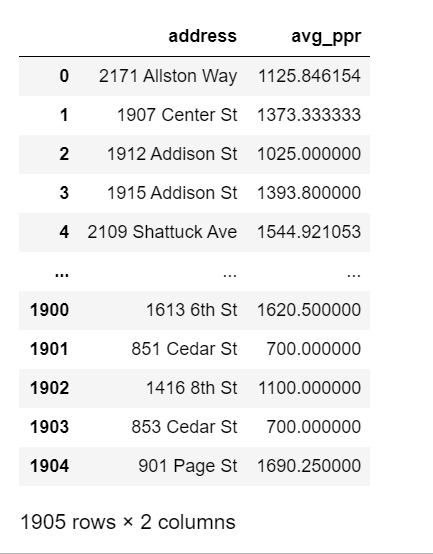 address avg_ppr
0 2171 Allston Way 1125.846154
1 1907 Center St 1373.333333
2 1912 Addison St 1025.000000
3 1915 Addison St 1393.800000
4 2109 Shattuck Ave 1544.921053
... ... ...
1900 1613 6th St 1620.500000
1901 851 Cedar St 700.000000
1902 1416 8th St 1100.000000
1903 853 Cedar St 700.000000
1904 901 Page St 1690.250000
1905 rows × 2 columns